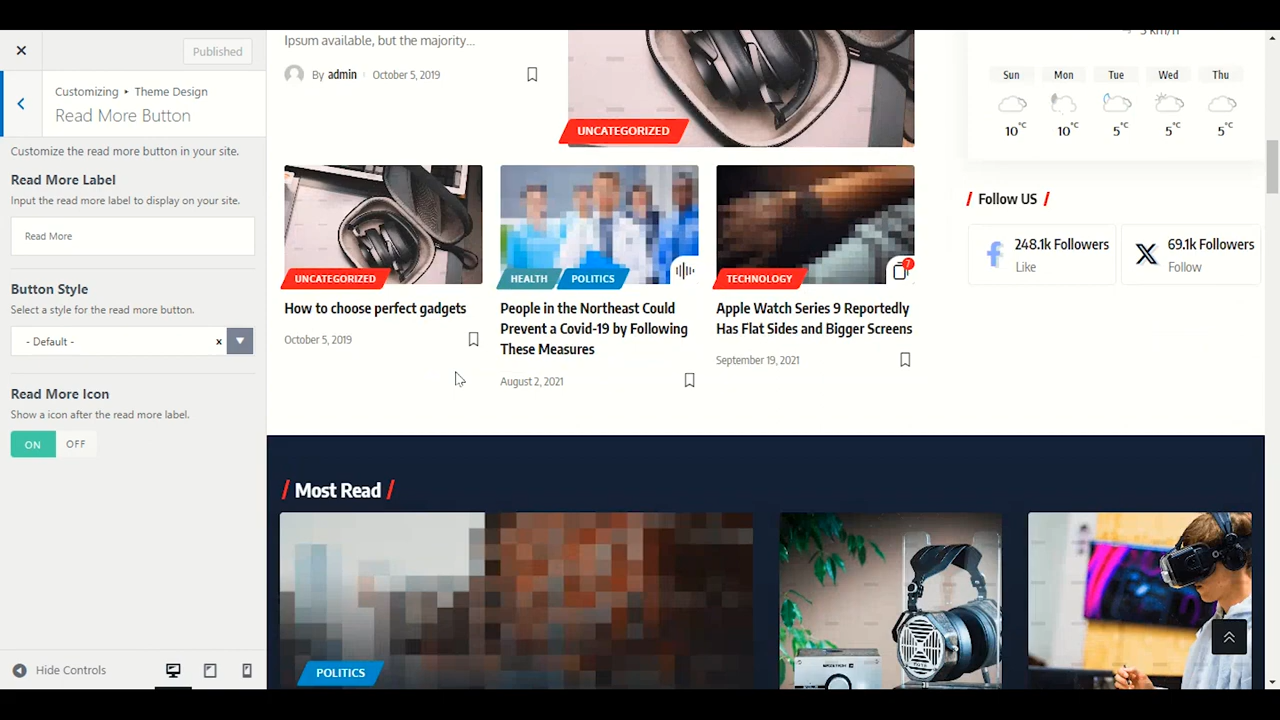 Published
Customizing ▸ Theme Design
Read More Button
Customize the read more button in your site.
Read More Label
Input the read more label to display on your site.
Read More
Button Style
Select a style for the read more button.
- Default -
x
Read More Icon
Show a icon after the read more label.
ON OFF
Hide Controls
Ipsum available, but the majority...
By admin October 5, 2019
UNCATEGORIZED
UNCATEGORIZED
How to choose perfect gadgets
October 5, 2019
HEALTH POLITICS
People in the Northeast Could
Prevent a Covid-19 by Following
These Measures
August 2, 2021
TECHNOLOGY
7
Apple Watch Series 9 Reportedly
Has Flat Sides and Bigger Screens
September 19, 2021
5 km/h
Sun Mon Tue Wed Thu
10°C 10°C 5°C 5°C 5°C
/ Follow US /
248.1k Followers
Like
69.1k Followers
Follow
/ Most Read /
POLITICS